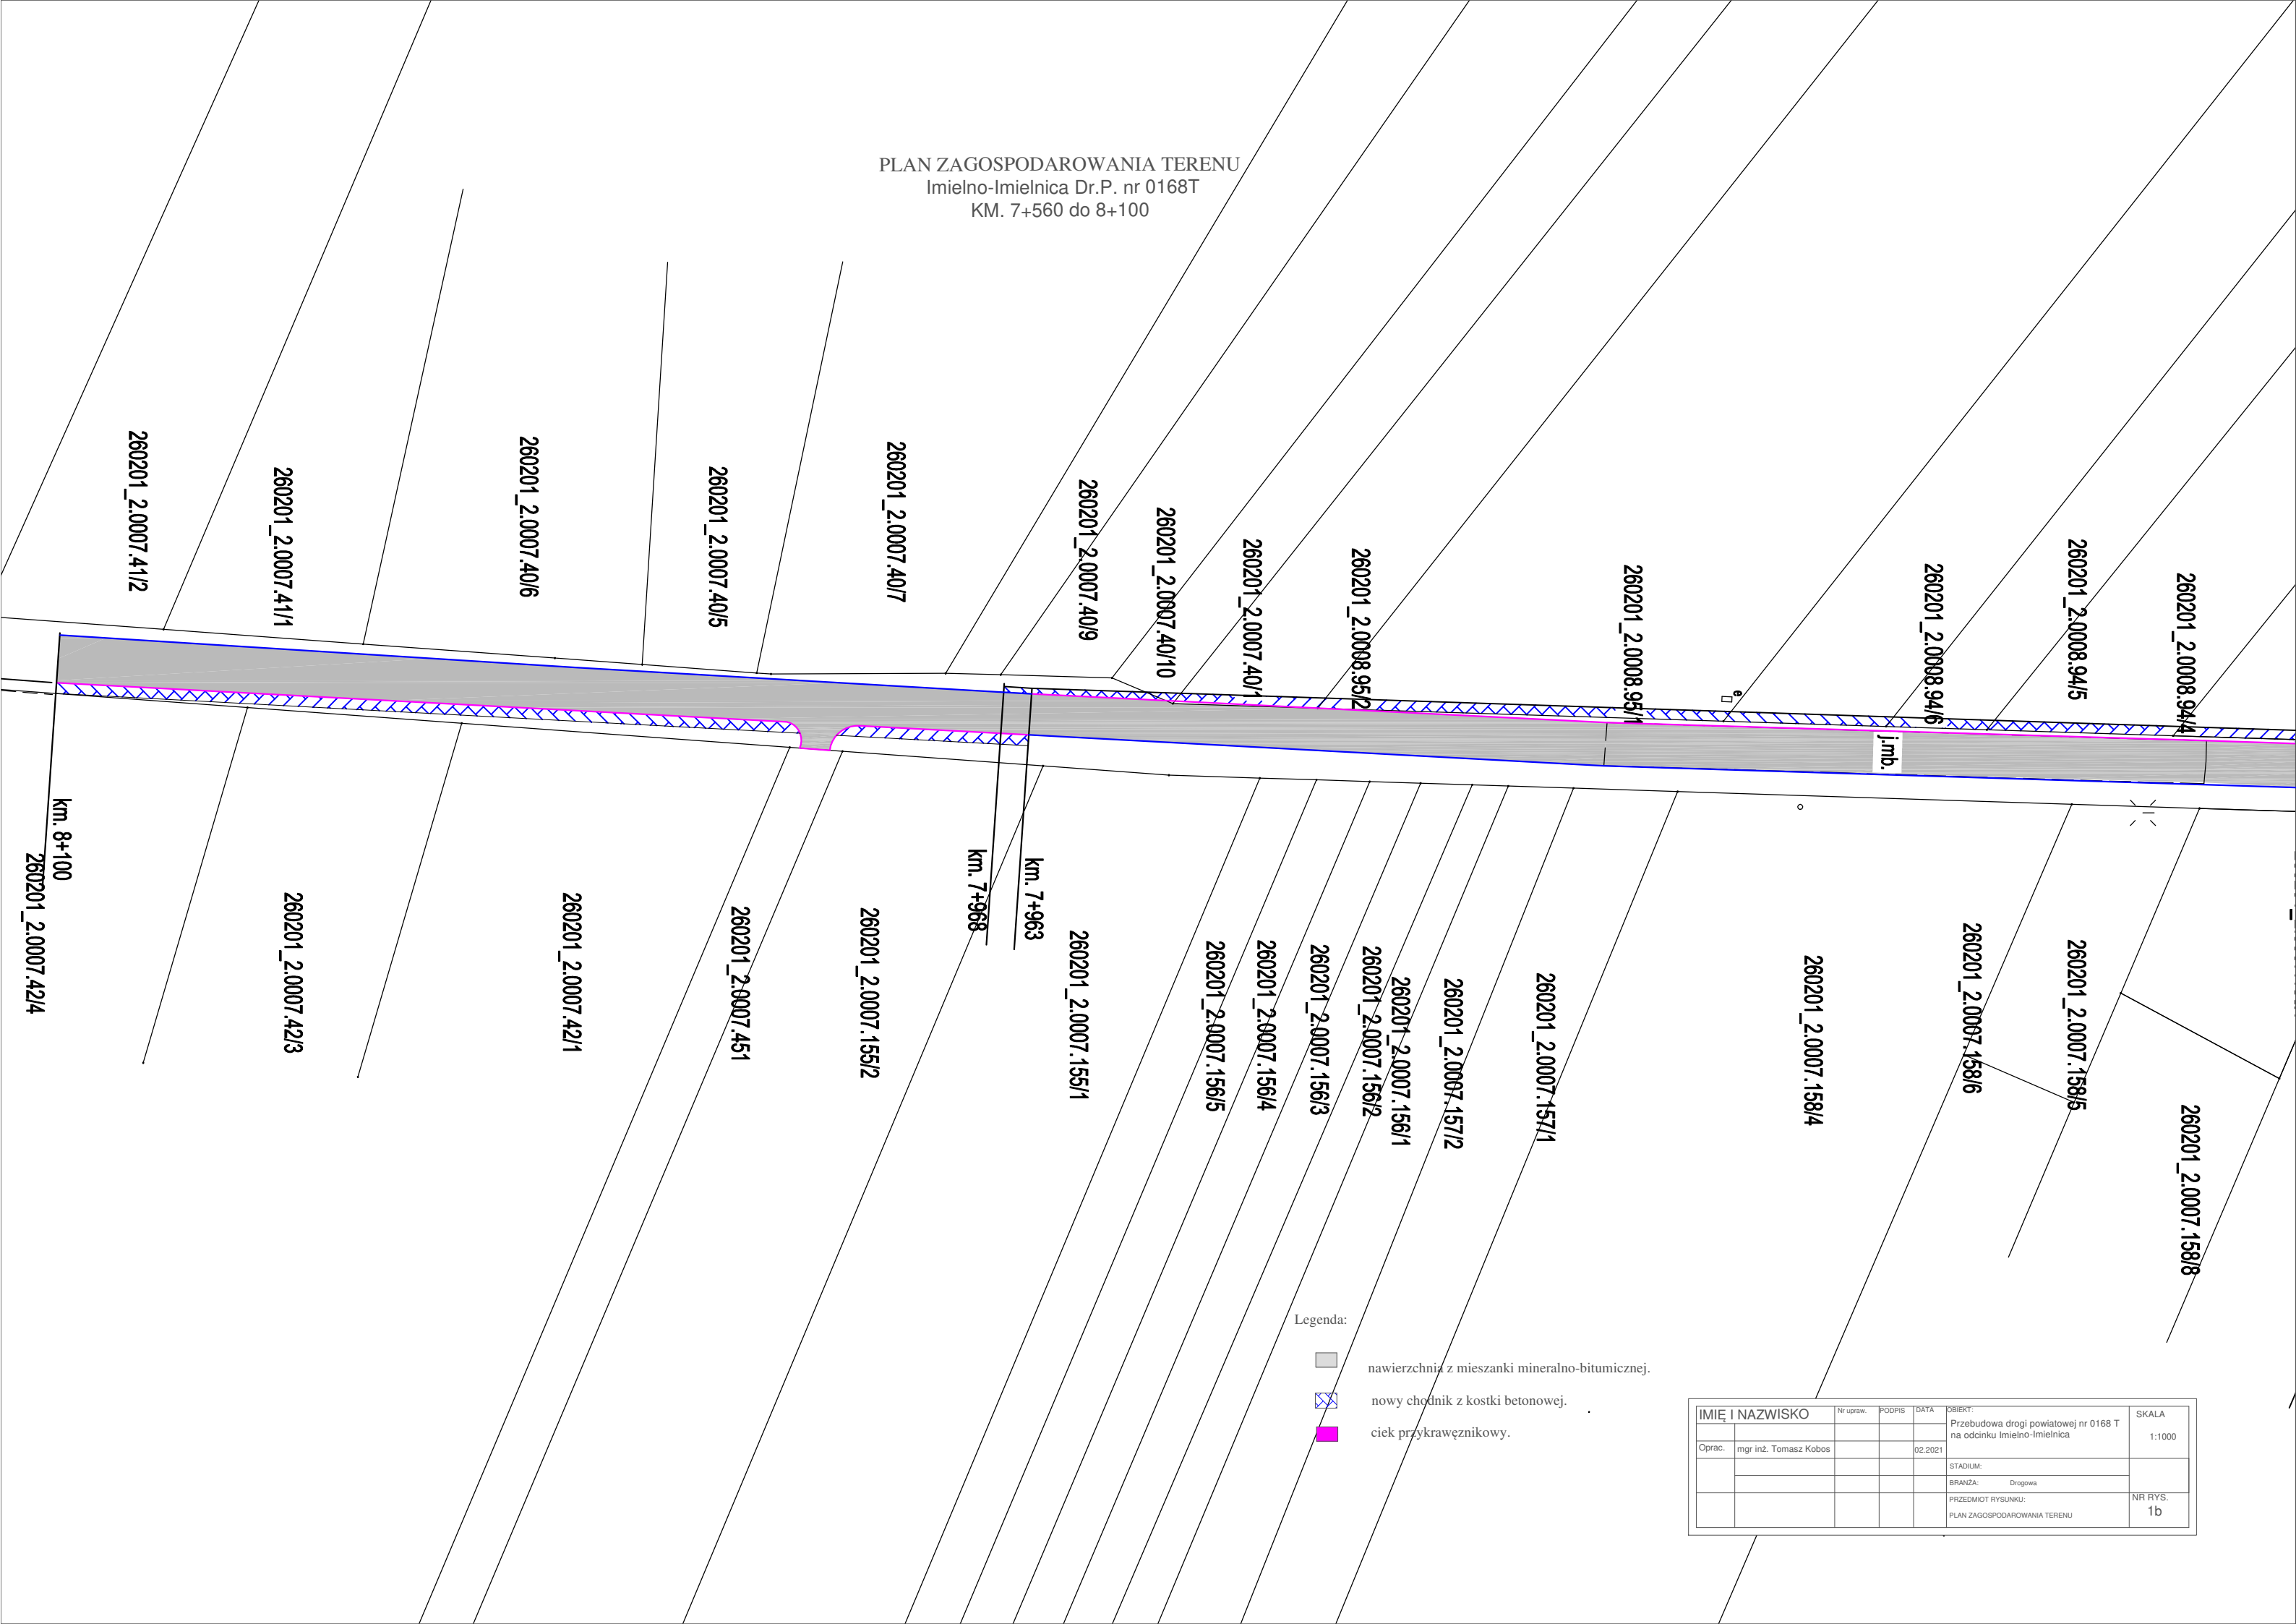 PLAN ZAGOSPODAROWANIA TERENU
Imielno-Imielnica Dr.P. nr 0168T
KM. 7+560 do 8+100
260201_2.0007.41/2
260201_2.0007.41/1
260201_2.0007.40/6
260201_2.0007.40/5
260201_2.0007.40/7
260201_2.0007.40/9
260201_2.0007.40/10
260201_2.0007.40/1
260201_2.0008.95/2
260201_2.0008.95/1
e
260201_2.0008.94/6
260201_2.0008.94/5
260201_2.0008.94/4
j.mb.
km. 8+100
260201_2.0007.42/4
260201_2.0007.42/3
260201_2.0007.42/1
260201_2.0007.451
260201_2.0007.155/2
km. 7+968
km. 7+963
260201_2.0007.155/1
260201_2.0007.156/5
260201_2.0007.156/4
260201_2.0007.156/3
260201_2.0007.156/2
260201_2.0007.156/1
260201_2.0007.157/2
260201_2.0007.157/1
260201_2.0007.158/4
260201_2.0007.158/6
260201_2.0007.158/5
260201_2.0007.158/8
Legenda:
nawierzchnia z mieszanki mineralno-bitumicznej.
nowy chodnik z kostki betonowej.
ciek przykrawęznikowy.
IMIĘ I NAZWISKO
Nr upraw.
PODPIS
DATA
OBIEKT:
Przebudowa drogi powiatowej nr 0168 T
na odcinku Imielno-Imielnica
SKALA
1:1000
Oprac.
mgr inż. Tomasz Kobos
02.2021
STADIUM:
BRANŻA: Drogowa
PRZEDMIOT RYSUNKU:
PLAN ZAGOSPODAROWANIA TERENU
NR RYS.
1b